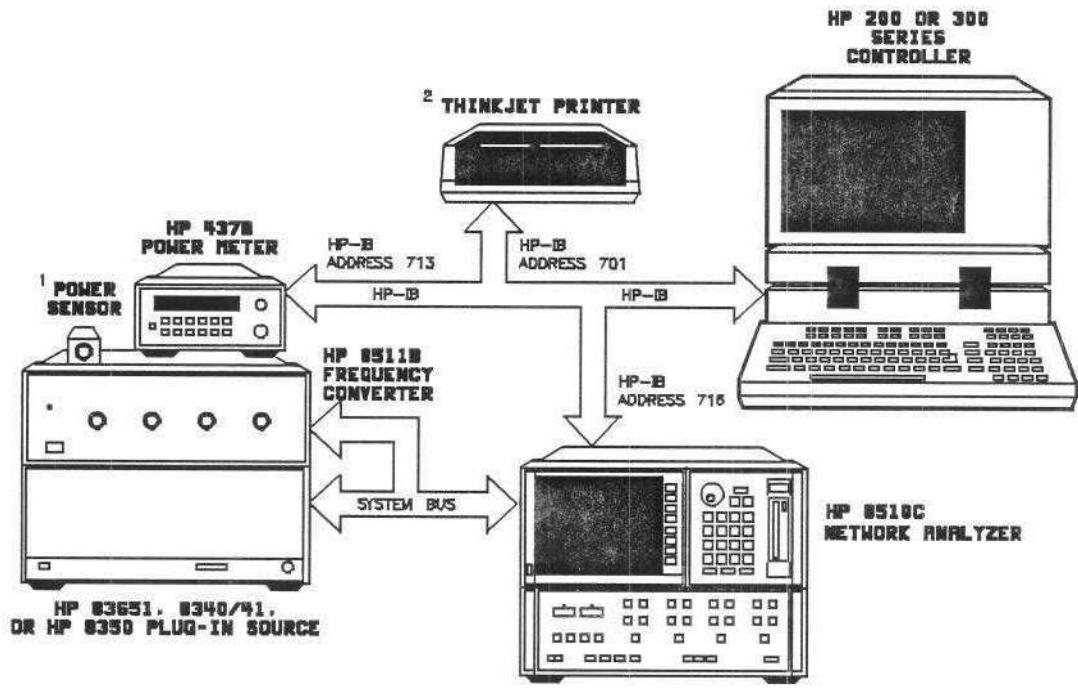 HP 200 OR 300
SERIES
CONTROLLER
2 THINKJET PRINTER
HP 437B
POWER METER
HP-IB
ADDRESS 713
HP-IB
ADDRESS 701
1 POWER
SENSOR
HP-IB
HP-IB
HP 8511B
FREQUENCY
CONVERTER
HP-IB
ADDRESS 716
SYSTEM BUS
HP 8510C
NETWORK ANALYZER
HP 83651, 8340/41,
OR HP 8350 PLUG-IN SOURCE